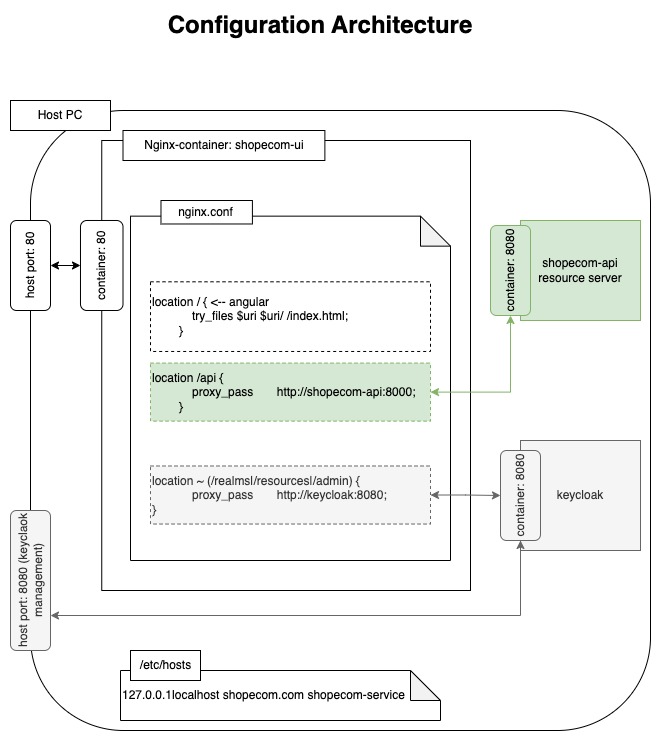 Configuration Architecture
Host PC
Nginx-container: shopecom-ui
nginx.conf
host port: 80
container: 80
location / { <-- angular
try_files $uri $uri/ /index.html;
}
location /api {
proxy_pass http://shopecom-api:8000;
}
location ~ (/realmsl/resourcesl/admin) {
proxy_pass http://keycloak:8080;
}
container: 8080
shopecom-api
resource server
container: 8080
keycloak
host port: 8080 (keyclaok
management)
/etc/hosts
127.0.0.1localhost shopecom.com shopecom-service